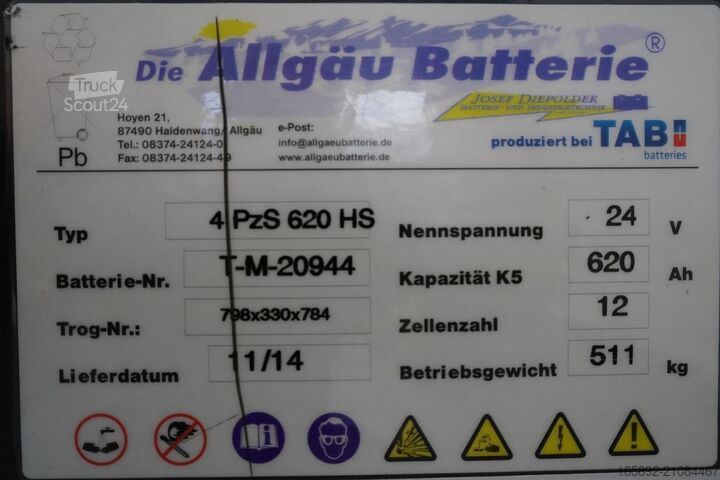 Die Allgäu Batterie®
JOSEF DIEPOLDER
BATTERIE- UND INDUSTRIETECHNIK
Truck
Scout24
Hoyen 21,
87490 Haldenwang/ Allgäu
Tel.: 08374-24124-0
Fax: 08374-24124-49
e-Post:
info@allgaeubatterie.de
www.allgaeubatterie.de
produziert bei TAB
batteries
Pb
Typ 4 PzS 620 HS
Nennspannung 24 V
Batterie-Nr. T-M-20944
Kapazität K5 620 Ah
Trog-Nr.: 798x330x784
Zellenzahl 12
Lieferdatum 11/14
Betriebsgewicht 511 kg
165892-21084467